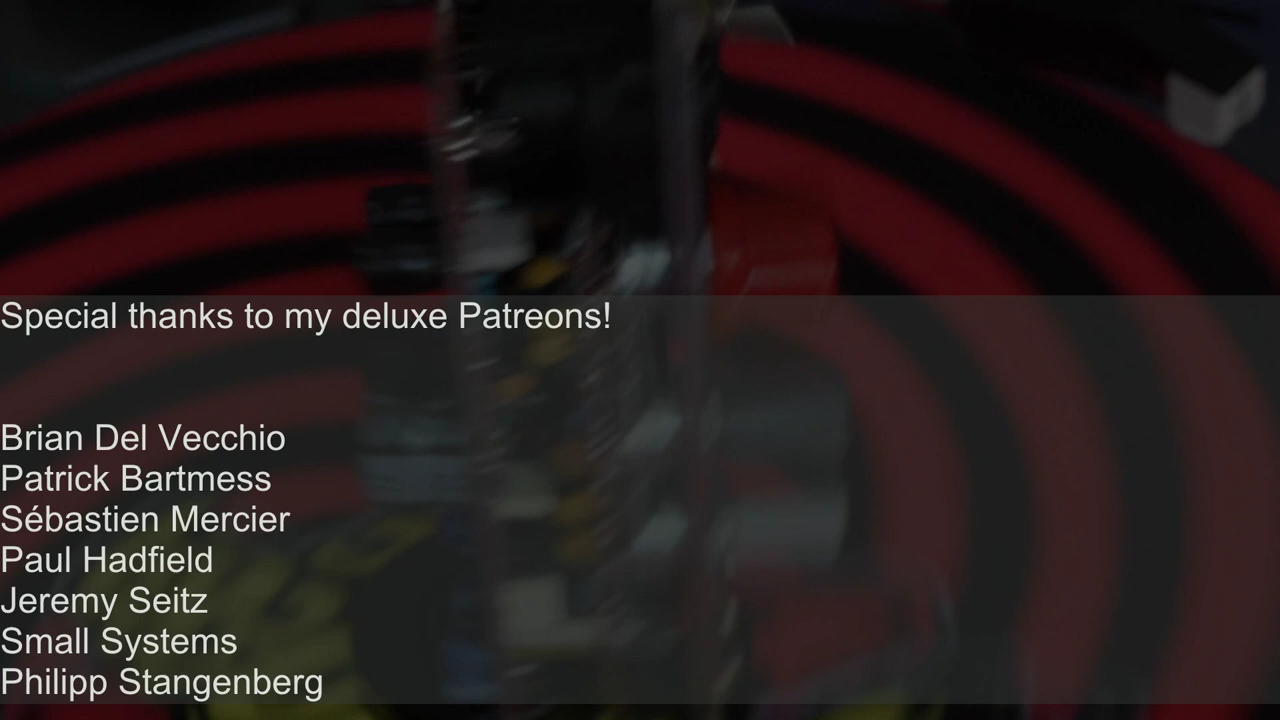 Special thanks to my deluxe Patreons!
Brian Del Vecchio
Patrick Bartmess
Sébastien Mercier
Paul Hadfield
Jeremy Seitz
Small Systems
Philipp Stangenberg